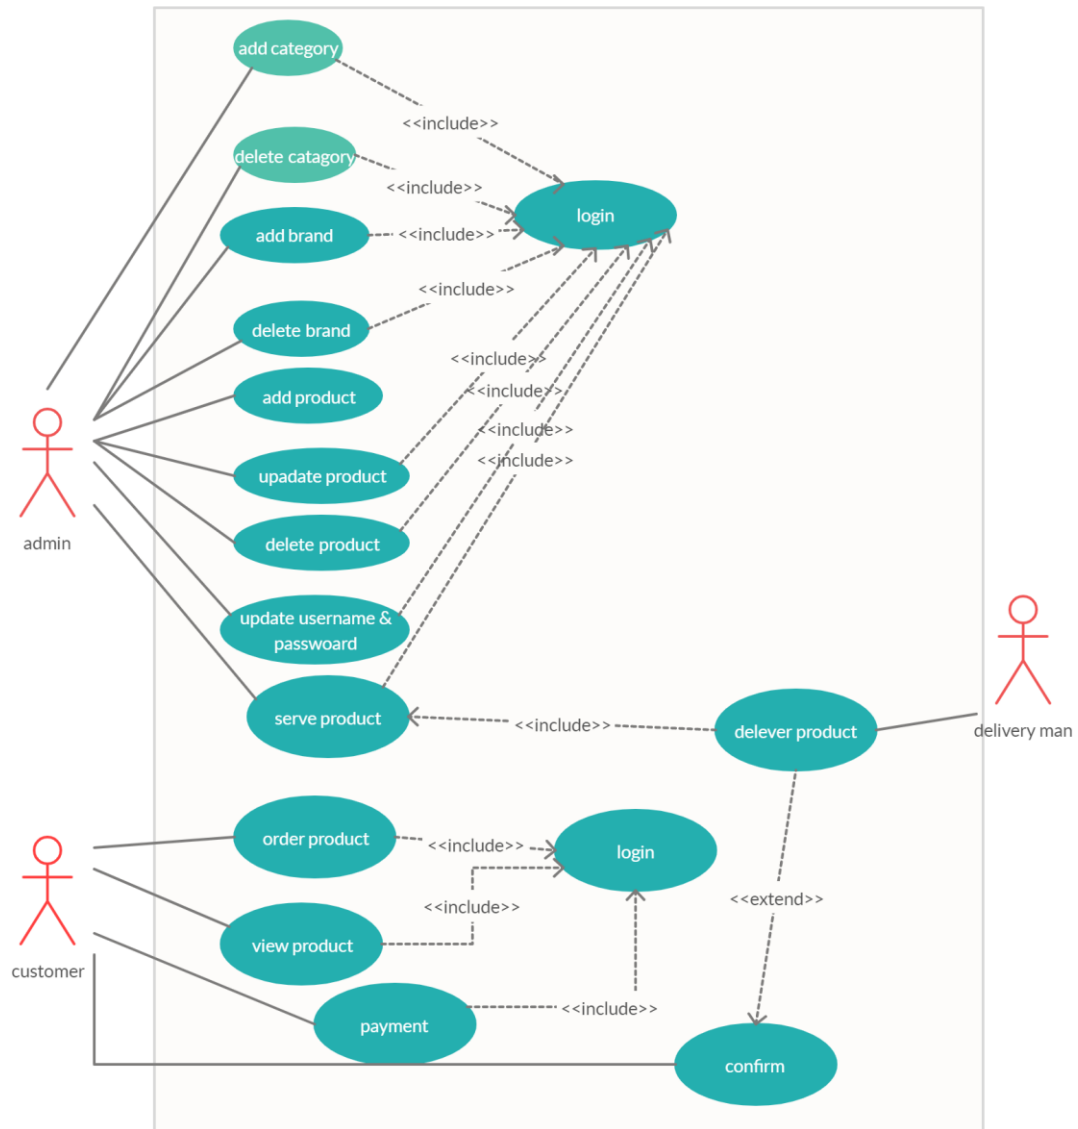 add category
<<include>>
delete catagory
<<include>>
login
add brand
<<include>>
<<include>>
delete brand
<<include>>
add product
<<include>>
<<include>>
<<include>>
upadate product
delete product
admin
update username &
passwoard
serve product
<<include>>
delever product
delivery man
order product
<<include>>
login
<<extend>>
<<include>>
view product
customer
<<include>>
payment
confirm